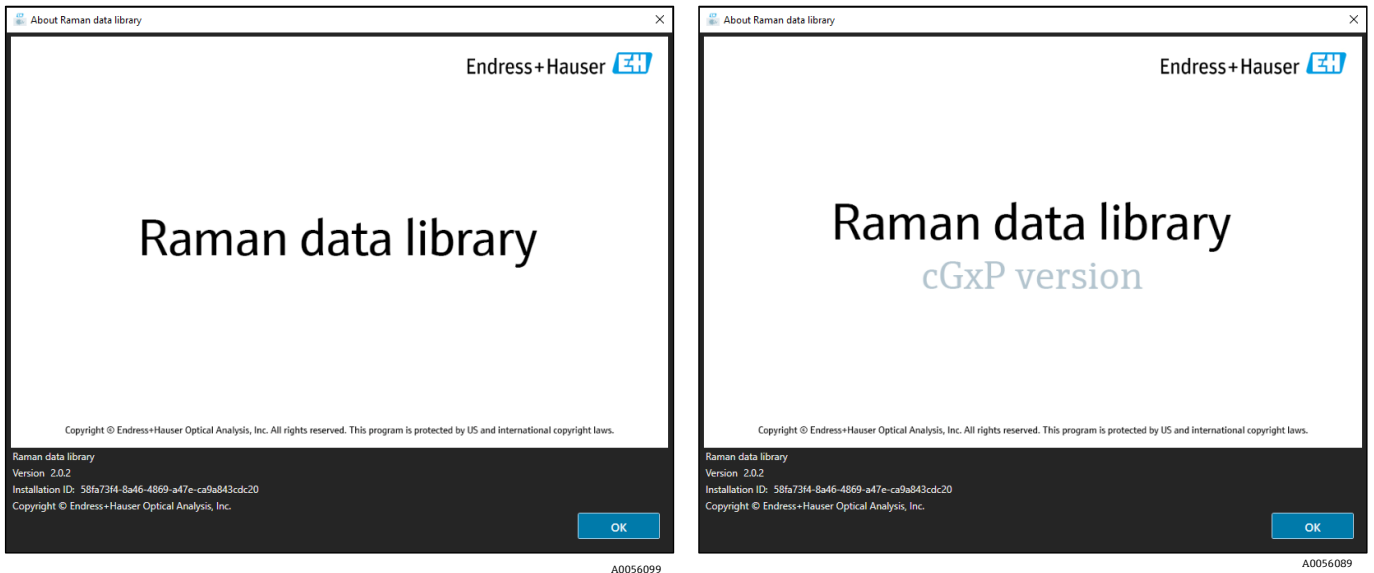 About Raman data library
Endress+Hauser EH
Raman data library
Copyright © Endress+Hauser Optical Analysis, Inc. All rights reserved. This program is protected by US and international copyright laws.
Raman data library
Version 2.0.2
Installation ID: 58fa73f4-8a46-4869-a47e-ca9a843cdc20
Copyright © Endress+Hauser Optical Analysis, Inc.
OK
A0056099
About Raman data library
Endress+Hauser EH
Raman data library
cGxP version
Copyright © Endress+Hauser Optical Analysis, Inc. All rights reserved. This program is protected by US and international copyright laws.
Raman data library
Version 2.0.2
Installation ID: 58fa73f4-8a46-4869-a47e-ca9a843cdc20
Copyright © Endress+Hauser Optical Analysis, Inc.
OK
A0056089